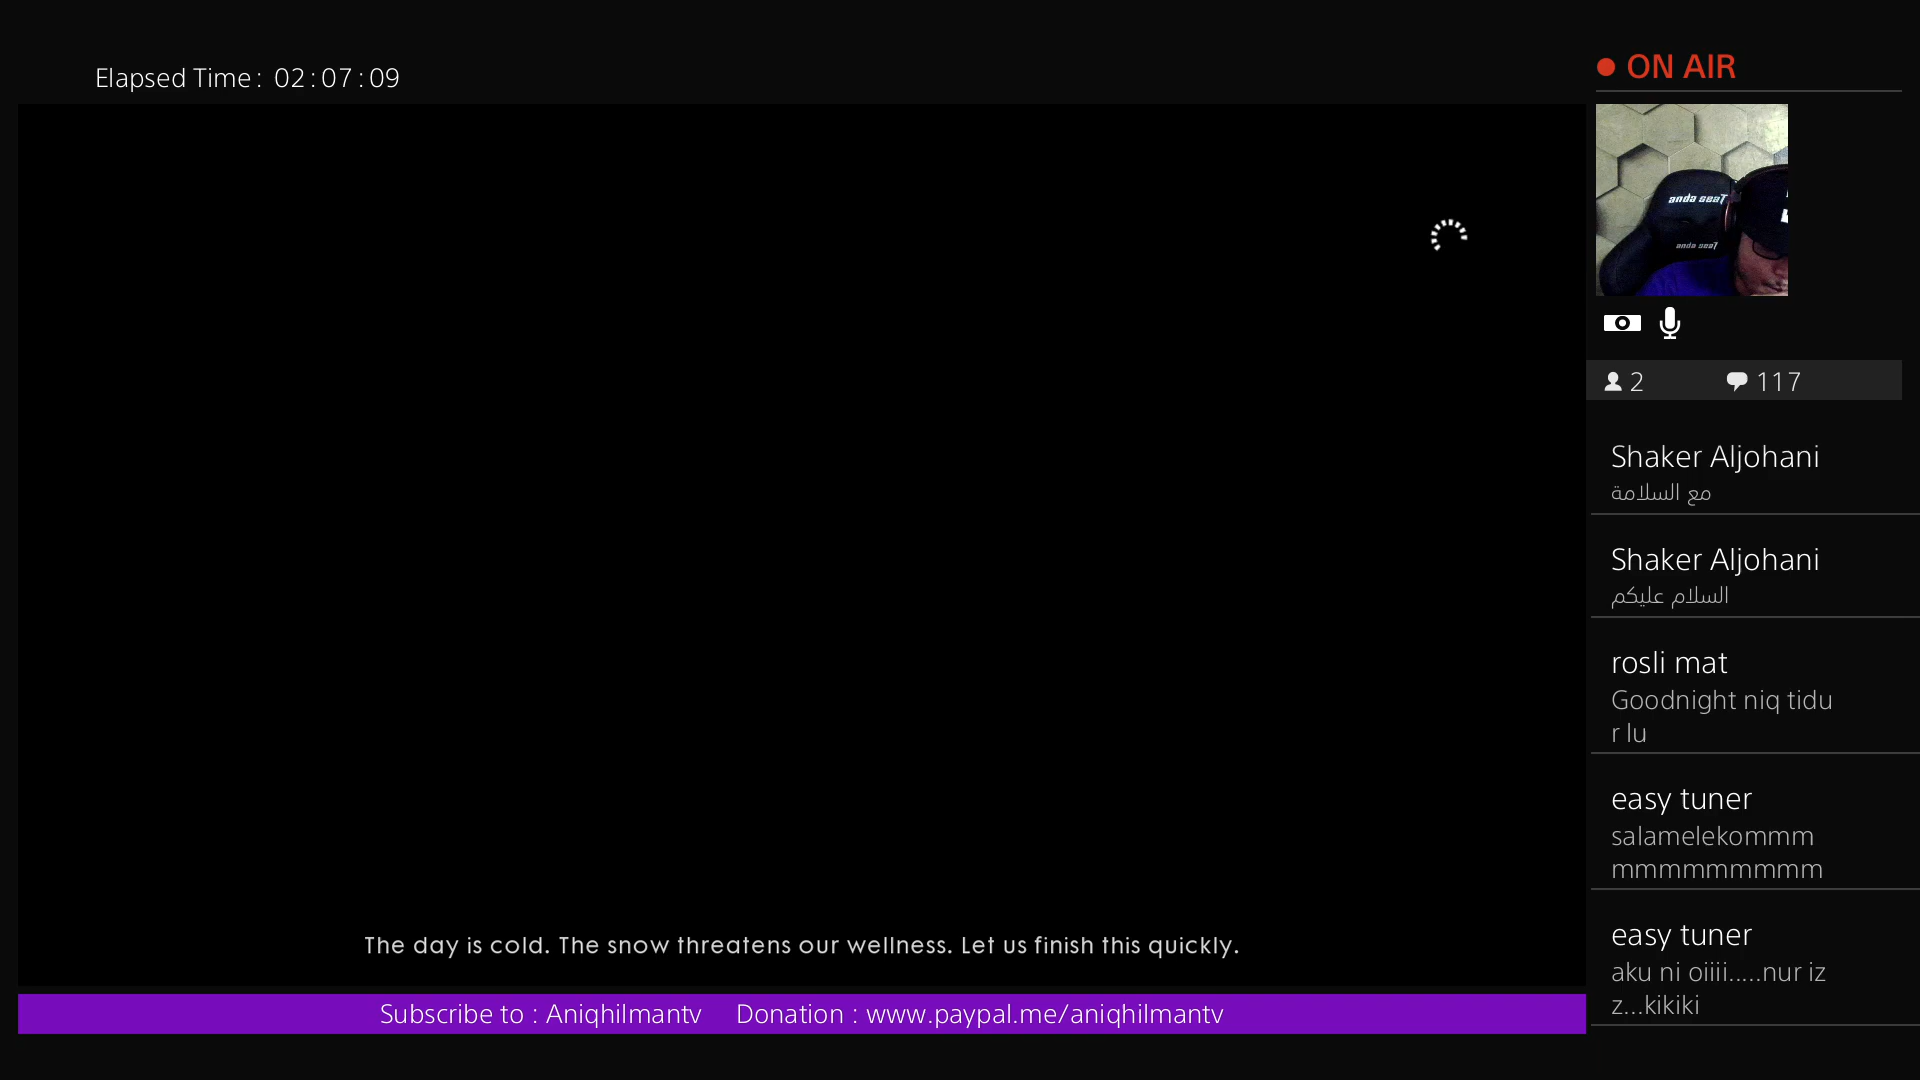 Elapsed Time : 02:07:09
ON AIR
anda seaT
anda seaT
2
117
Shaker Aljohani
مع السلامة
Shaker Aljohani
السلام عليكم
rosli mat
Goodnight niq tidu
r lu
easy tuner
salamelekommm
mmmmmmmmm
easy tuner
aku ni oiiii.....nur iz
z...kikiki
The day is cold. The snow threatens our wellness. Let us finish this quickly.
Subscribe to : Aniqhilmantv Donation : www.paypal.me/aniqhilmantv